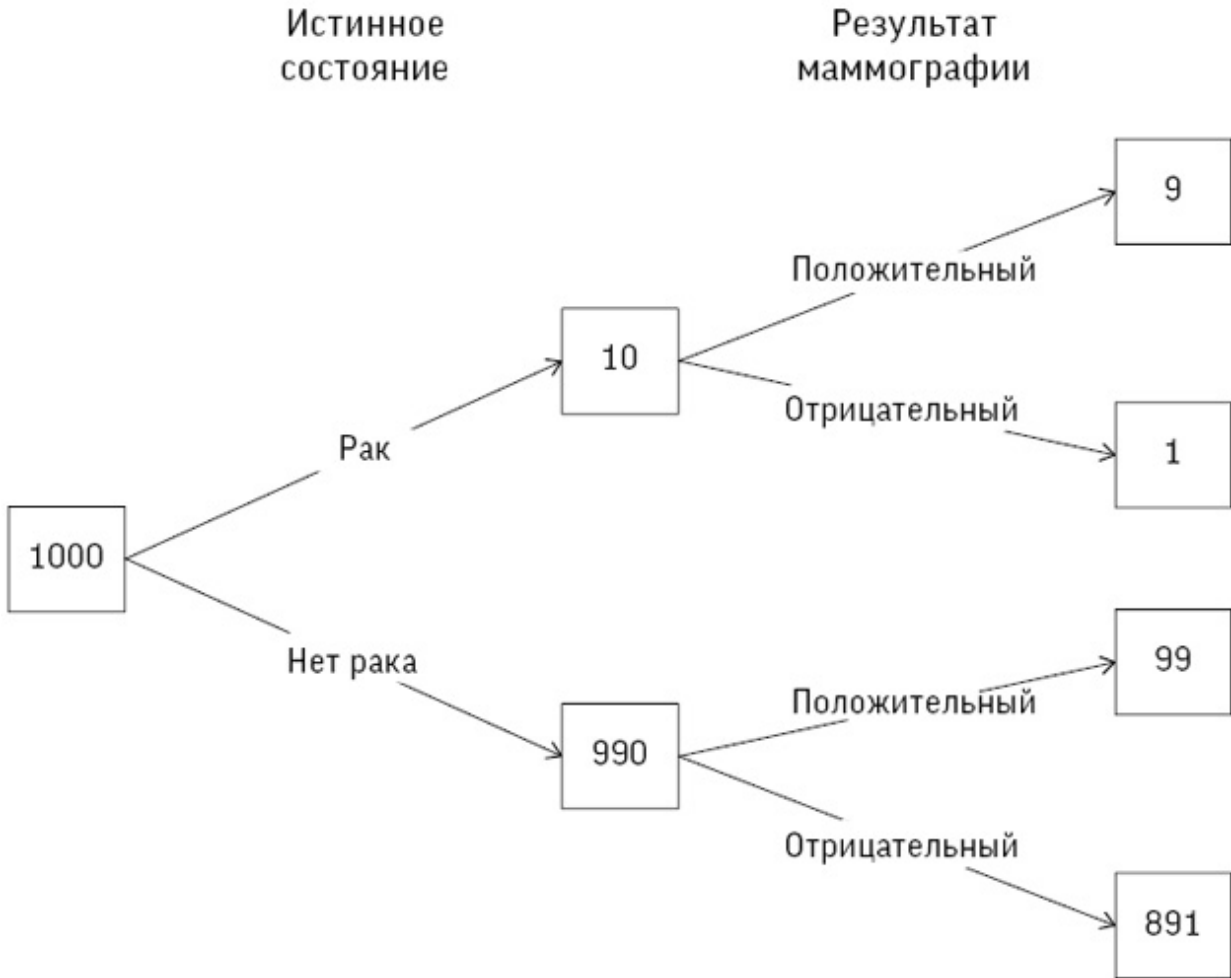 Истинное
состояние
Результат
маммографии
9
Положительный
10
Отрицательный
1
Рак
1000
Нет рака
99
Положительный
990
Отрицательный
891